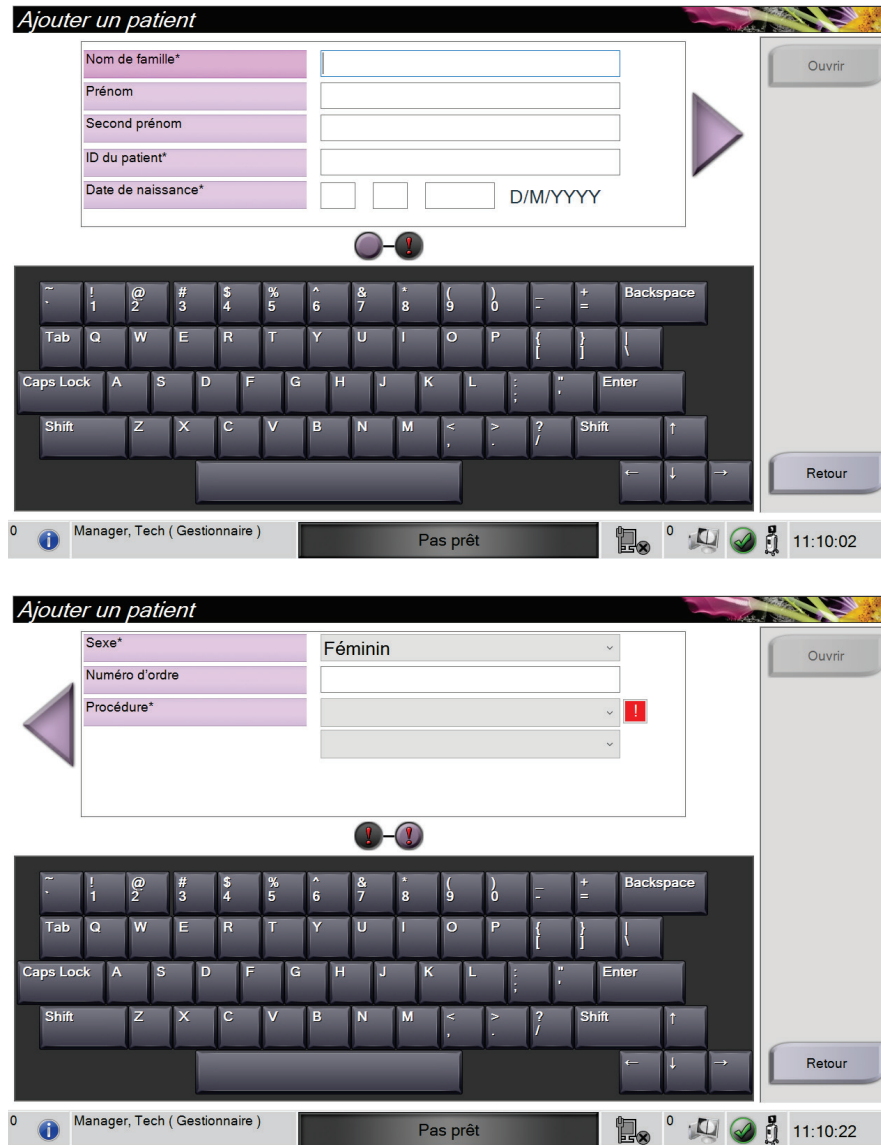 Ajouter un patient
Nom de famille*
Ouvrir
Prénom
Second prénom
ID du patient*
Date de naissance* D/M/YYYY
~ ! @ # $ % ^ & * ( ) _ + Backspace
` 1 2 3 4 5 6 7 8 9 0 - =
Tab Q W E R T Y U I O P { } |
[ ] \
Caps Lock A S D F G H J K L : " Enter
; '
Shift Z X C V B N M < > ? Shift ↑
, . /
← ↓ →
Retour
0 Manager, Tech ( Gestionnaire ) Pas prêt 0 11:10:02
Ajouter un patient
Sexe* Féminin
Ouvrir
Numéro d'ordre
Procédure* !
~ ! @ # $ % ^ & * ( ) _ + Backspace
` 1 2 3 4 5 6 7 8 9 0 - =
Tab Q W E R T Y U I O P { } |
[ ] \
Caps Lock A S D F G H J K L : " Enter
; '
Shift Z X C V B N M < > ? Shift ↑
, . /
← ↓ →
Retour
0 Manager, Tech ( Gestionnaire ) Pas prêt 0 11:10:22